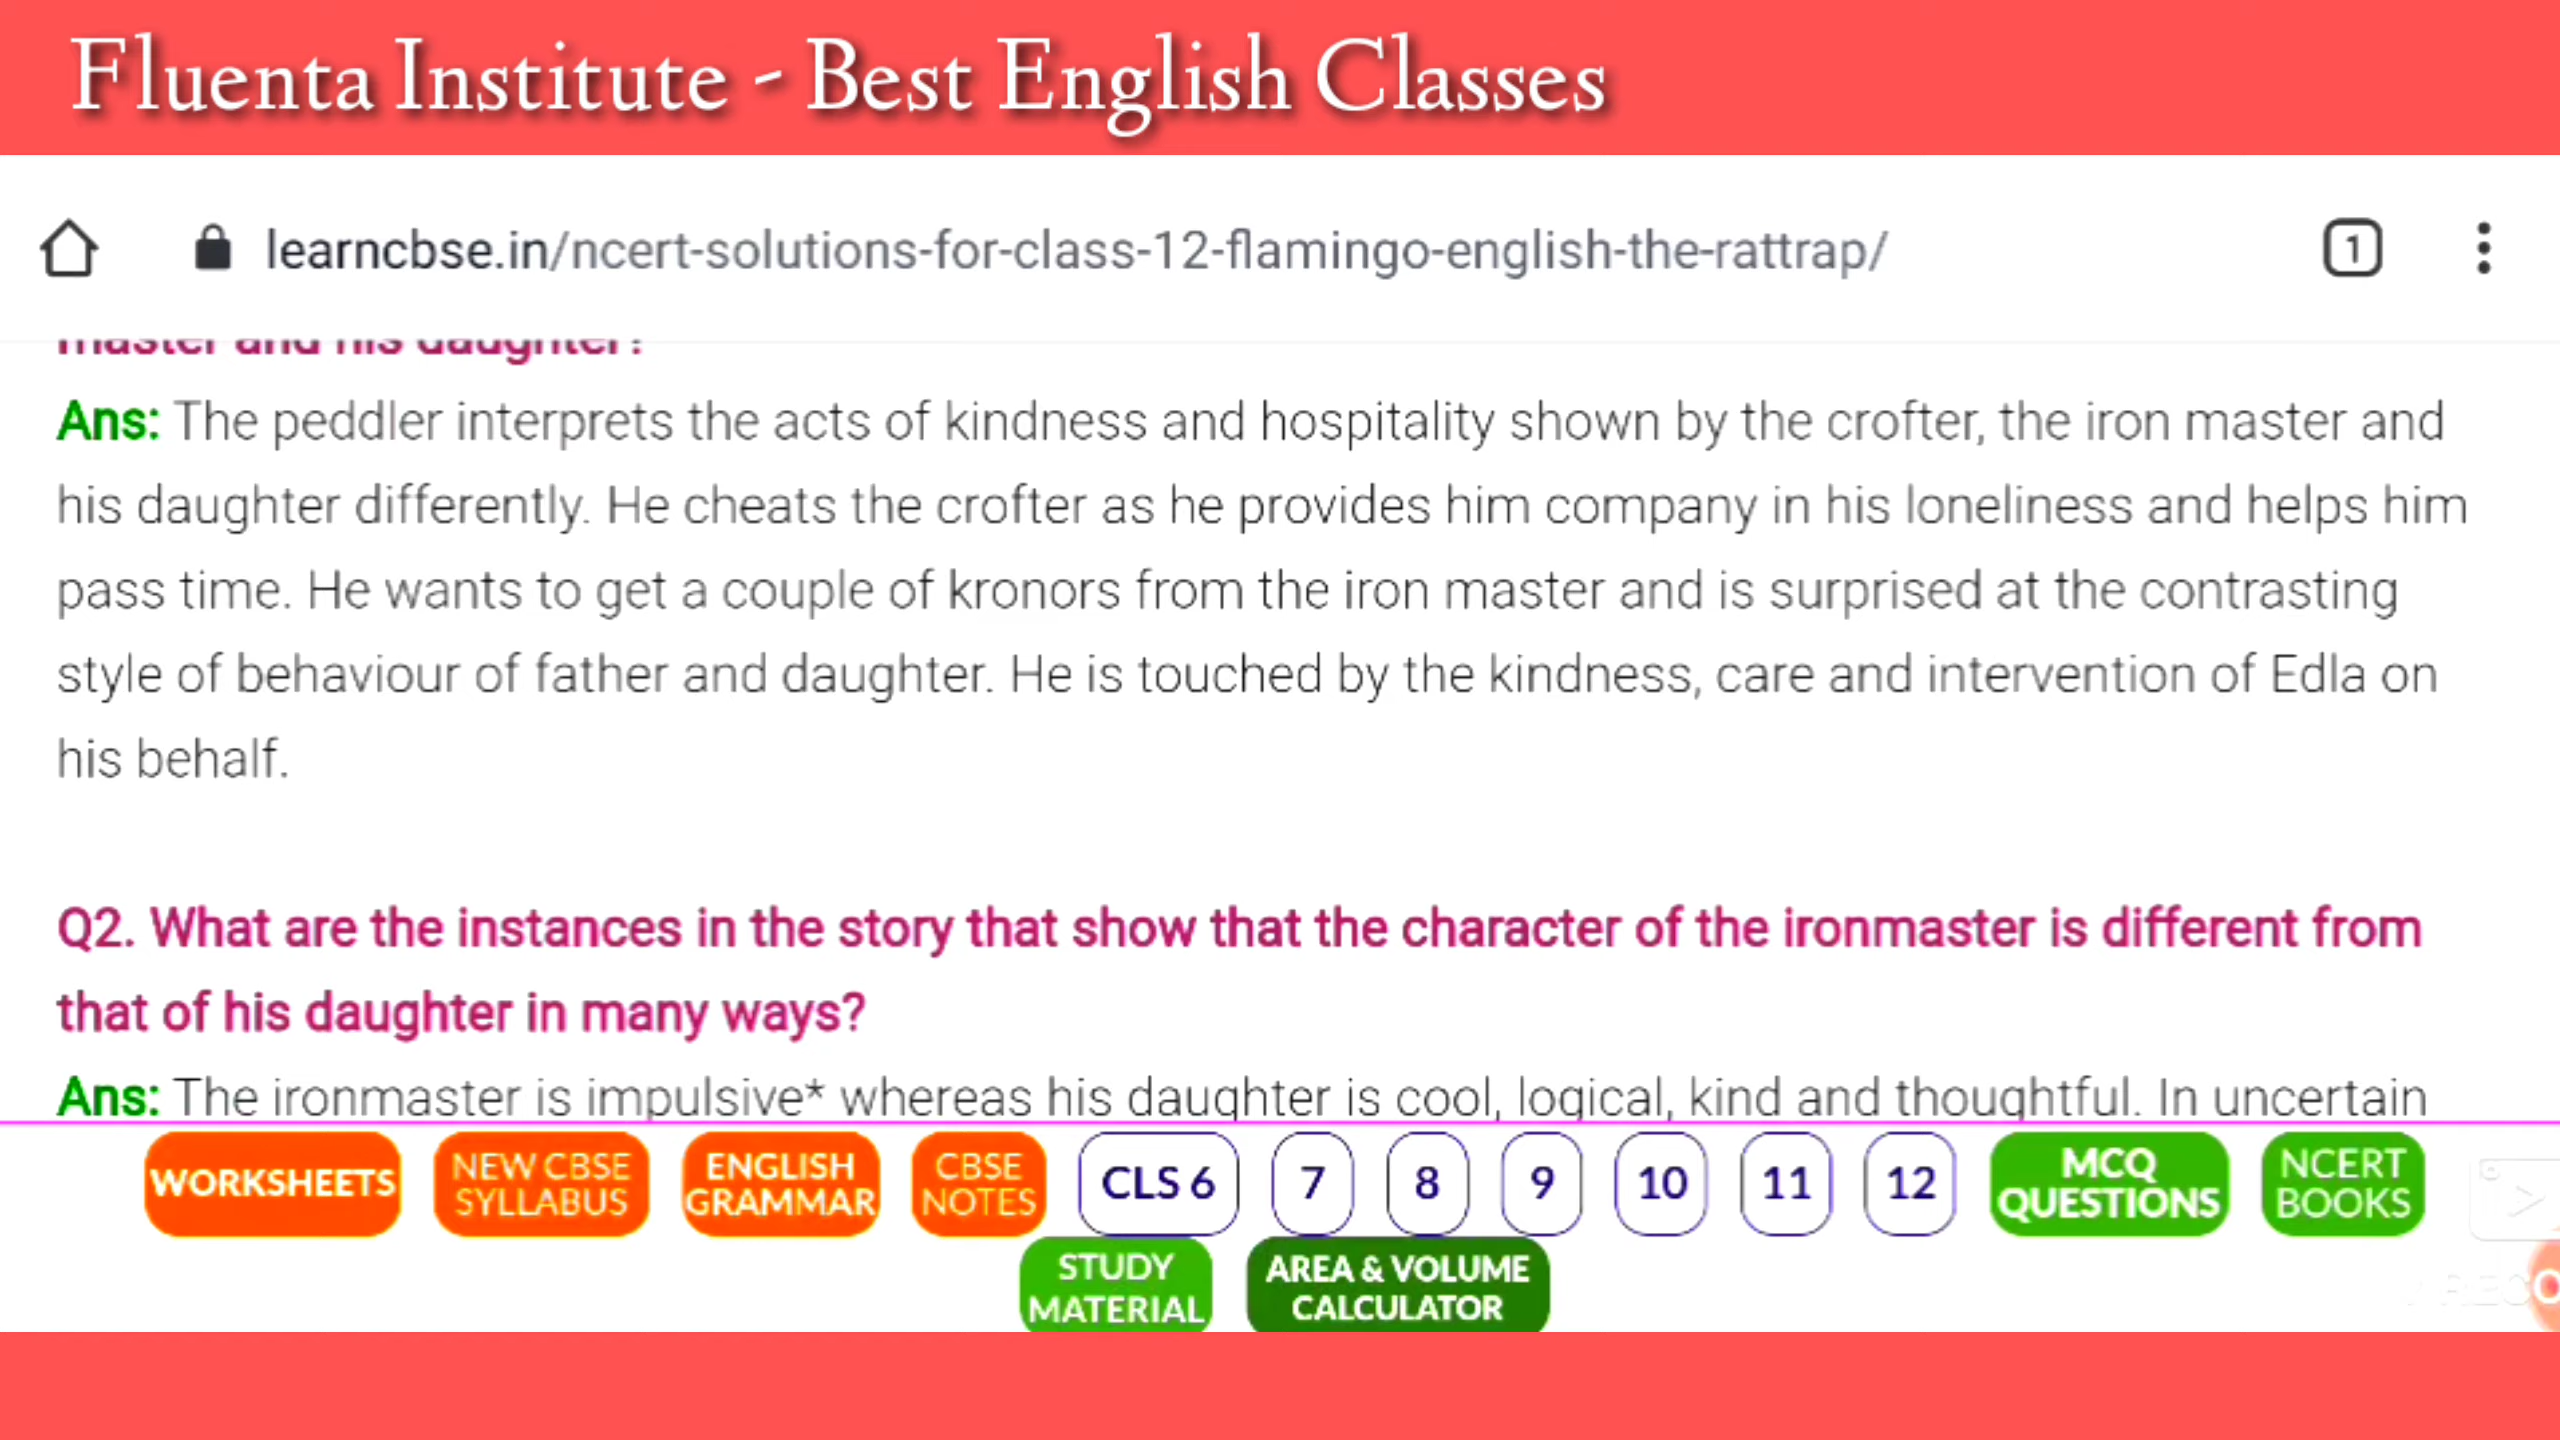 Fluenta Institute - Best English Classes
learncbse.in/ncert-solutions-for-class-12-flamingo-english-the-rattrap/
1
master and his daughter?
Ans: The peddler interprets the acts of kindness and hospitality shown by the crofter, the iron master and
his daughter differently. He cheats the crofter as he provides him company in his loneliness and helps him
pass time. He wants to get a couple of kronors from the iron master and is surprised at the contrasting
style of behaviour of father and daughter. He is touched by the kindness, care and intervention of Edla on
his behalf.
Q2. What are the instances in the story that show that the character of the ironmaster is different from
that of his daughter in many ways?
Ans: The ironmaster is impulsive* whereas his daughter is cool, logical, kind and thoughtful. In uncertain
WORKSHEETS NEW CBSE SYLLABUS ENGLISH GRAMMAR CBSE NOTES CLS 6 7 8 9 10 11 12 MCQ QUESTIONS NCERT BOOKS
STUDY MATERIAL AREA & VOLUME CALCULATOR